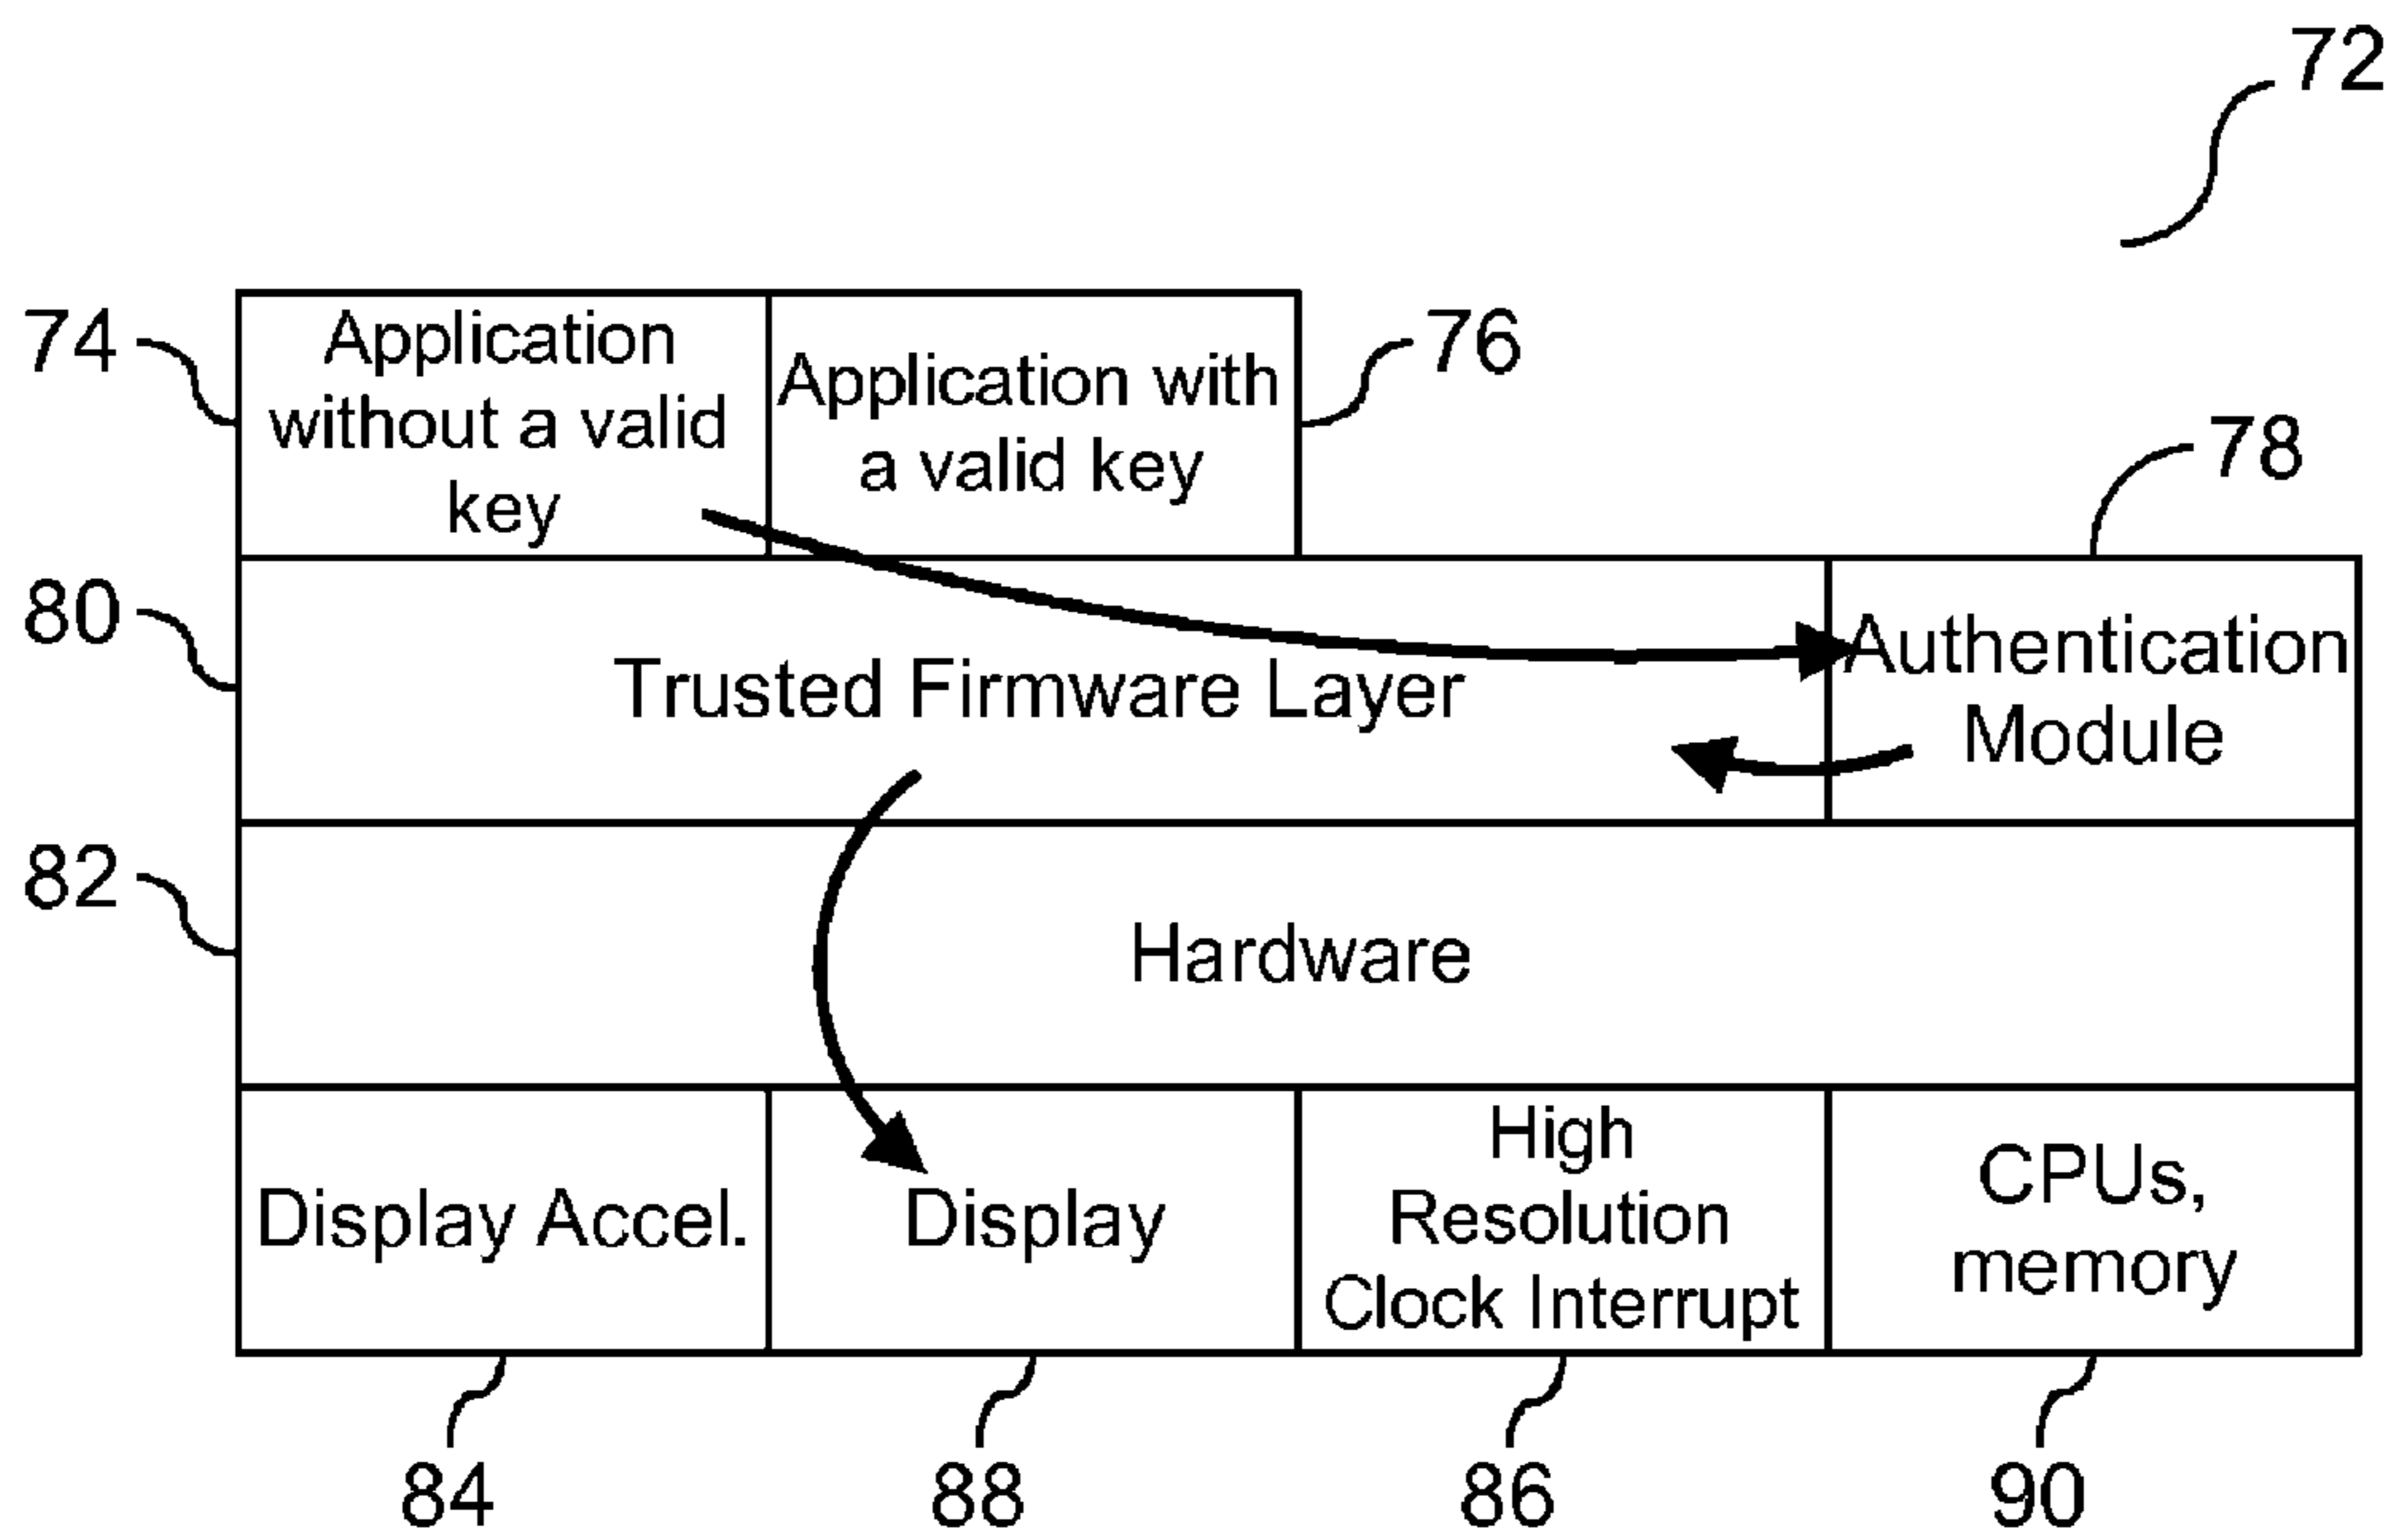 72
74
Application
without a valid
key
Application with
a valid key
76
78
80
Trusted Firmware Layer
Authentication
Module
82
Hardware
Display Accel.
Display
High
Resolution
Clock Interrupt
CPUs,
memory
84
88
86
90